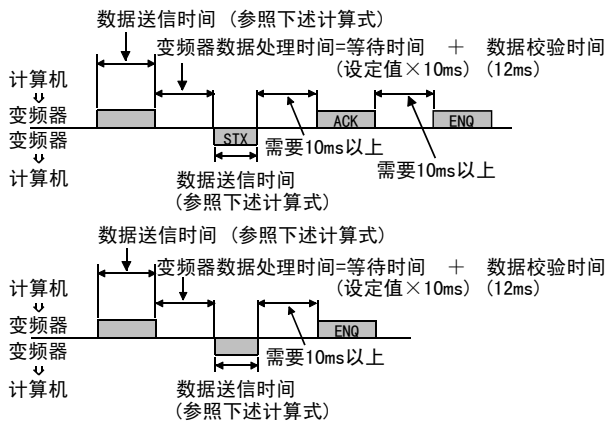 数据送信时间（参照下述计算式）
变频器数据处理时间=等待时间 ＋ 数据校验时间
（设定值×10ms）（12ms）
计算机
⇩
变频器
ACK
ENQ
变频器
⇩
计算机
STX
需要10ms以上
需要10ms以上
数据送信时间
（参照下述计算式）
数据送信时间（参照下述计算式）
变频器数据处理时间=等待时间 ＋ 数据校验时间
（设定值×10ms）（12ms）
计算机
⇩
变频器
ENQ
变频器
⇩
计算机
需要10ms以上
数据送信时间
（参照下述计算式）